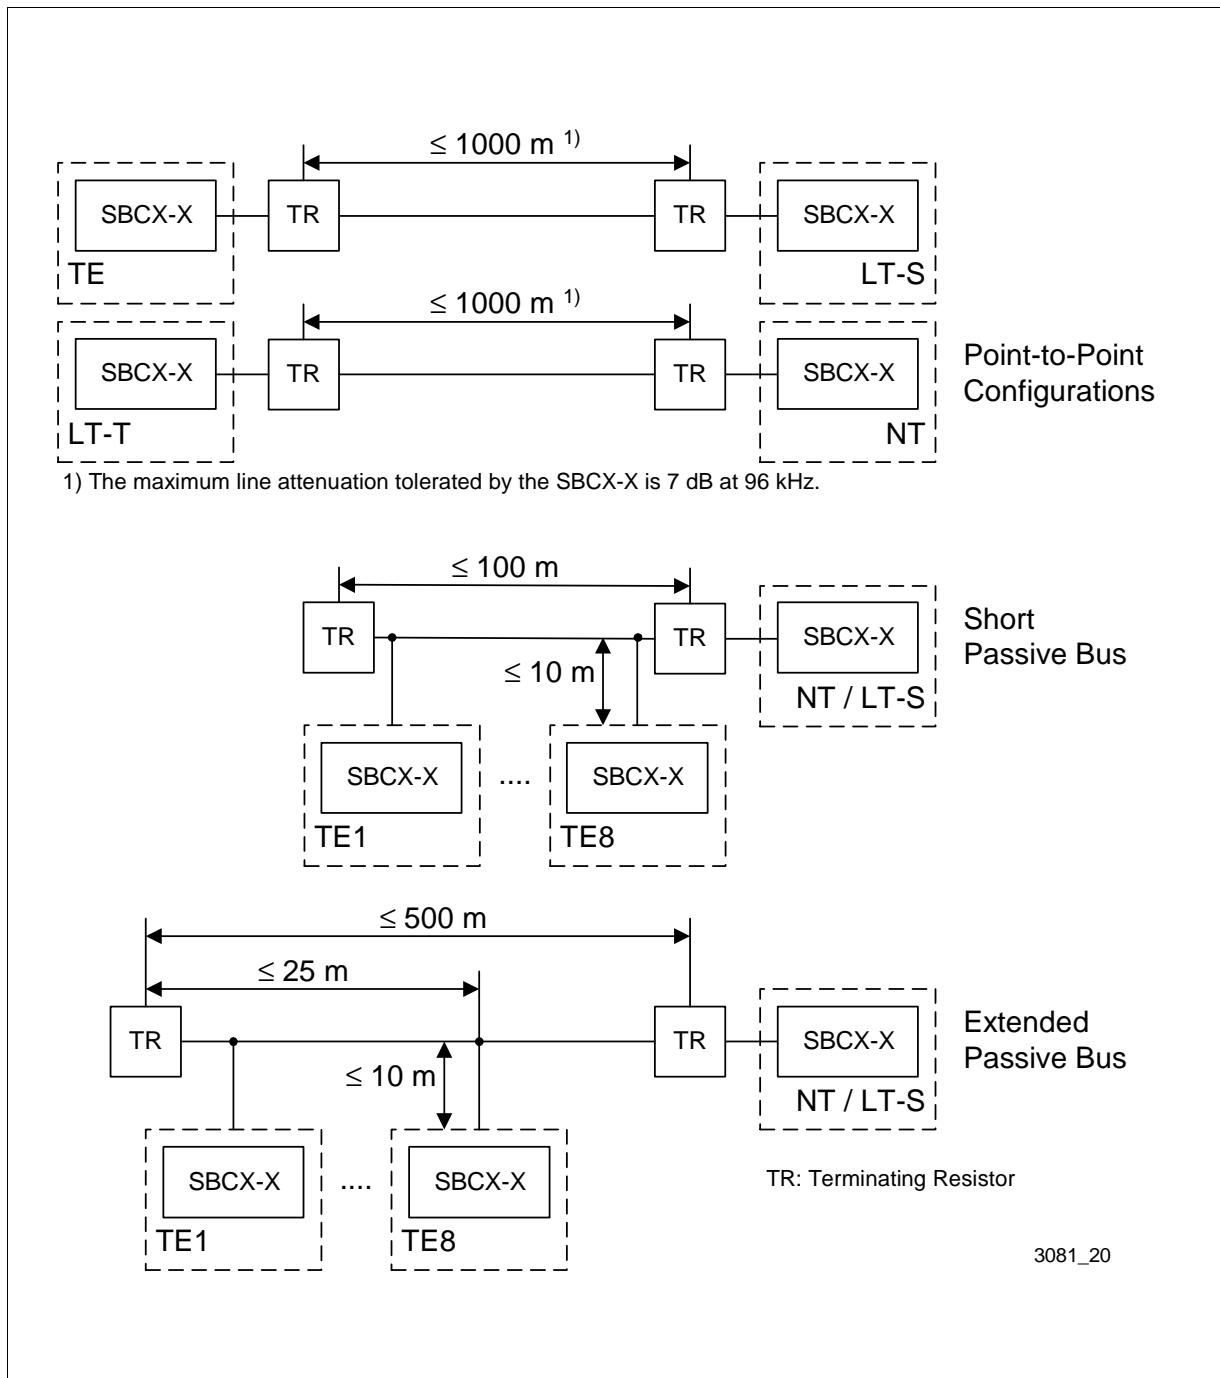 ≤ 1000 m 1)
SBCX-X TR TR SBCX-X
TE LT-S
≤ 1000 m 1)
SBCX-X TR TR SBCX-X
LT-T NT
Point-to-Point
Configurations
1) The maximum line attenuation tolerated by the SBCX-X is 7 dB at 96 kHz.
≤ 100 m
TR TR SBCX-X
NT / LT-S
Short
Passive Bus
≤ 10 m
SBCX-X .... SBCX-X
TE1 TE8
≤ 500 m
≤ 25 m
TR TR SBCX-X
NT / LT-S
Extended
Passive Bus
≤ 10 m
SBCX-X .... SBCX-X
TE1 TE8
TR: Terminating Resistor
3081_20